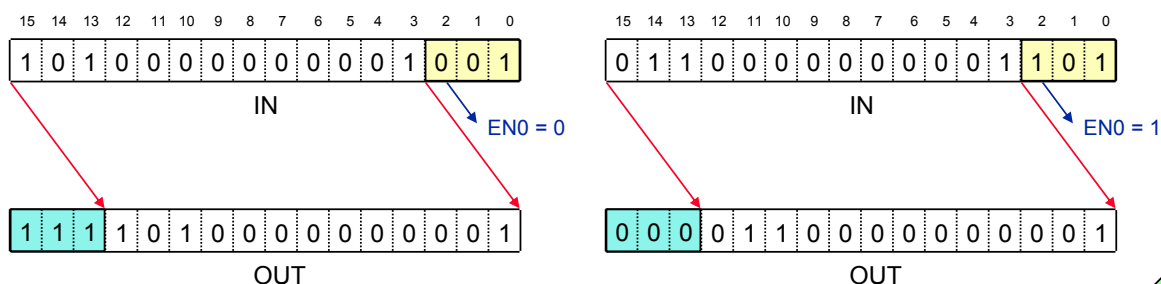 15 14 13 12 11 10 9 8 7 6 5 4 3 2 1 0
1 0 1 0 0 0 0 0 0 0 0 0 1 0 0 1
IN
EN0 = 0
1 1 1 1 0 1 0 0 0 0 0 0 0 0 0 1
OUT
15 14 13 12 11 10 9 8 7 6 5 4 3 2 1 0
0 1 1 0 0 0 0 0 0 0 0 0 1 1 0 1
IN
EN0 = 1
0 0 0 0 1 1 0 0 0 0 0 0 0 0 0 1
OUT